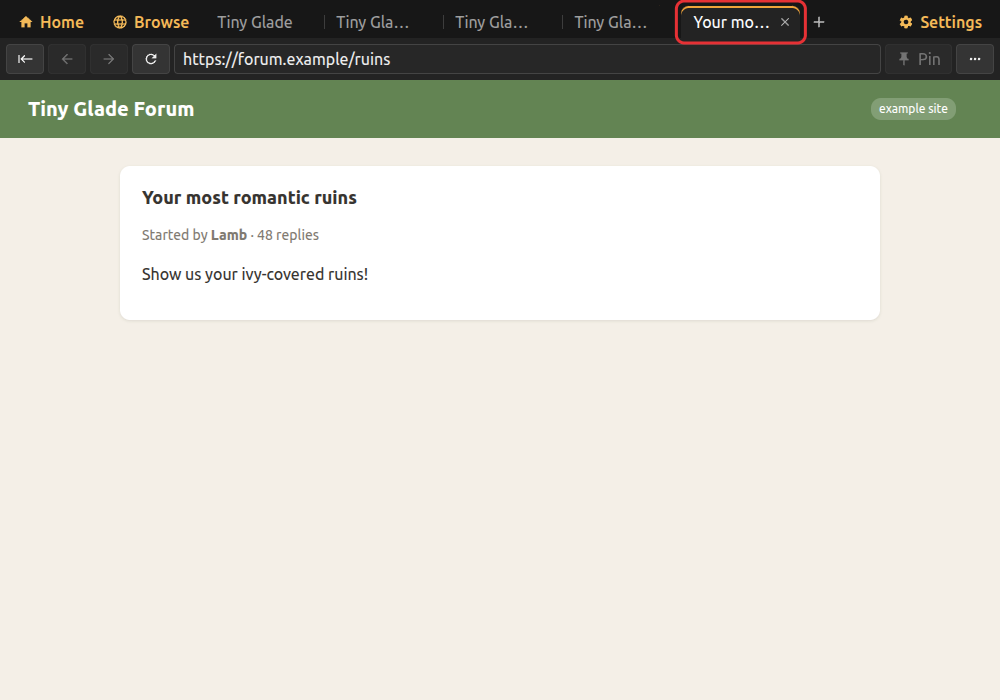 Home Browse Tiny Glade Tiny Gla... Tiny Gla... Tiny Gla... Your mo... Settings
https://forum.example/ruins Pin
Tiny Glade Forum example site
Your most romantic ruins
Started by Lamb · 48 replies
Show us your ivy-covered ruins!